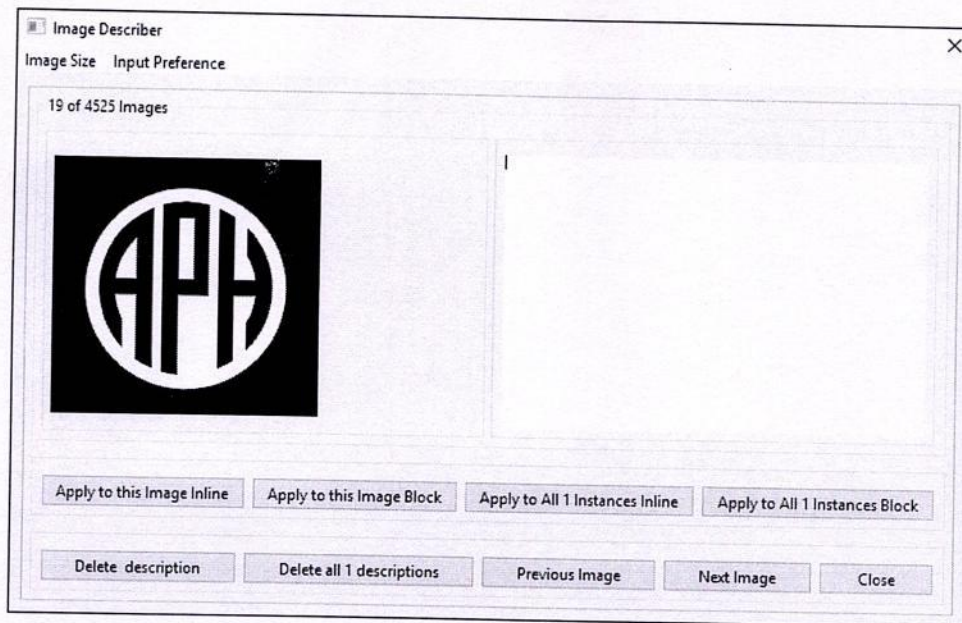 Image Describer
Image Size Input Preference
19 of 4525 Images
APH
Apply to this Image Inline Apply to this Image Block Apply to All 1 Instances Inline Apply to All 1 Instances Block
Delete description Delete all 1 descriptions Previous Image Next Image Close